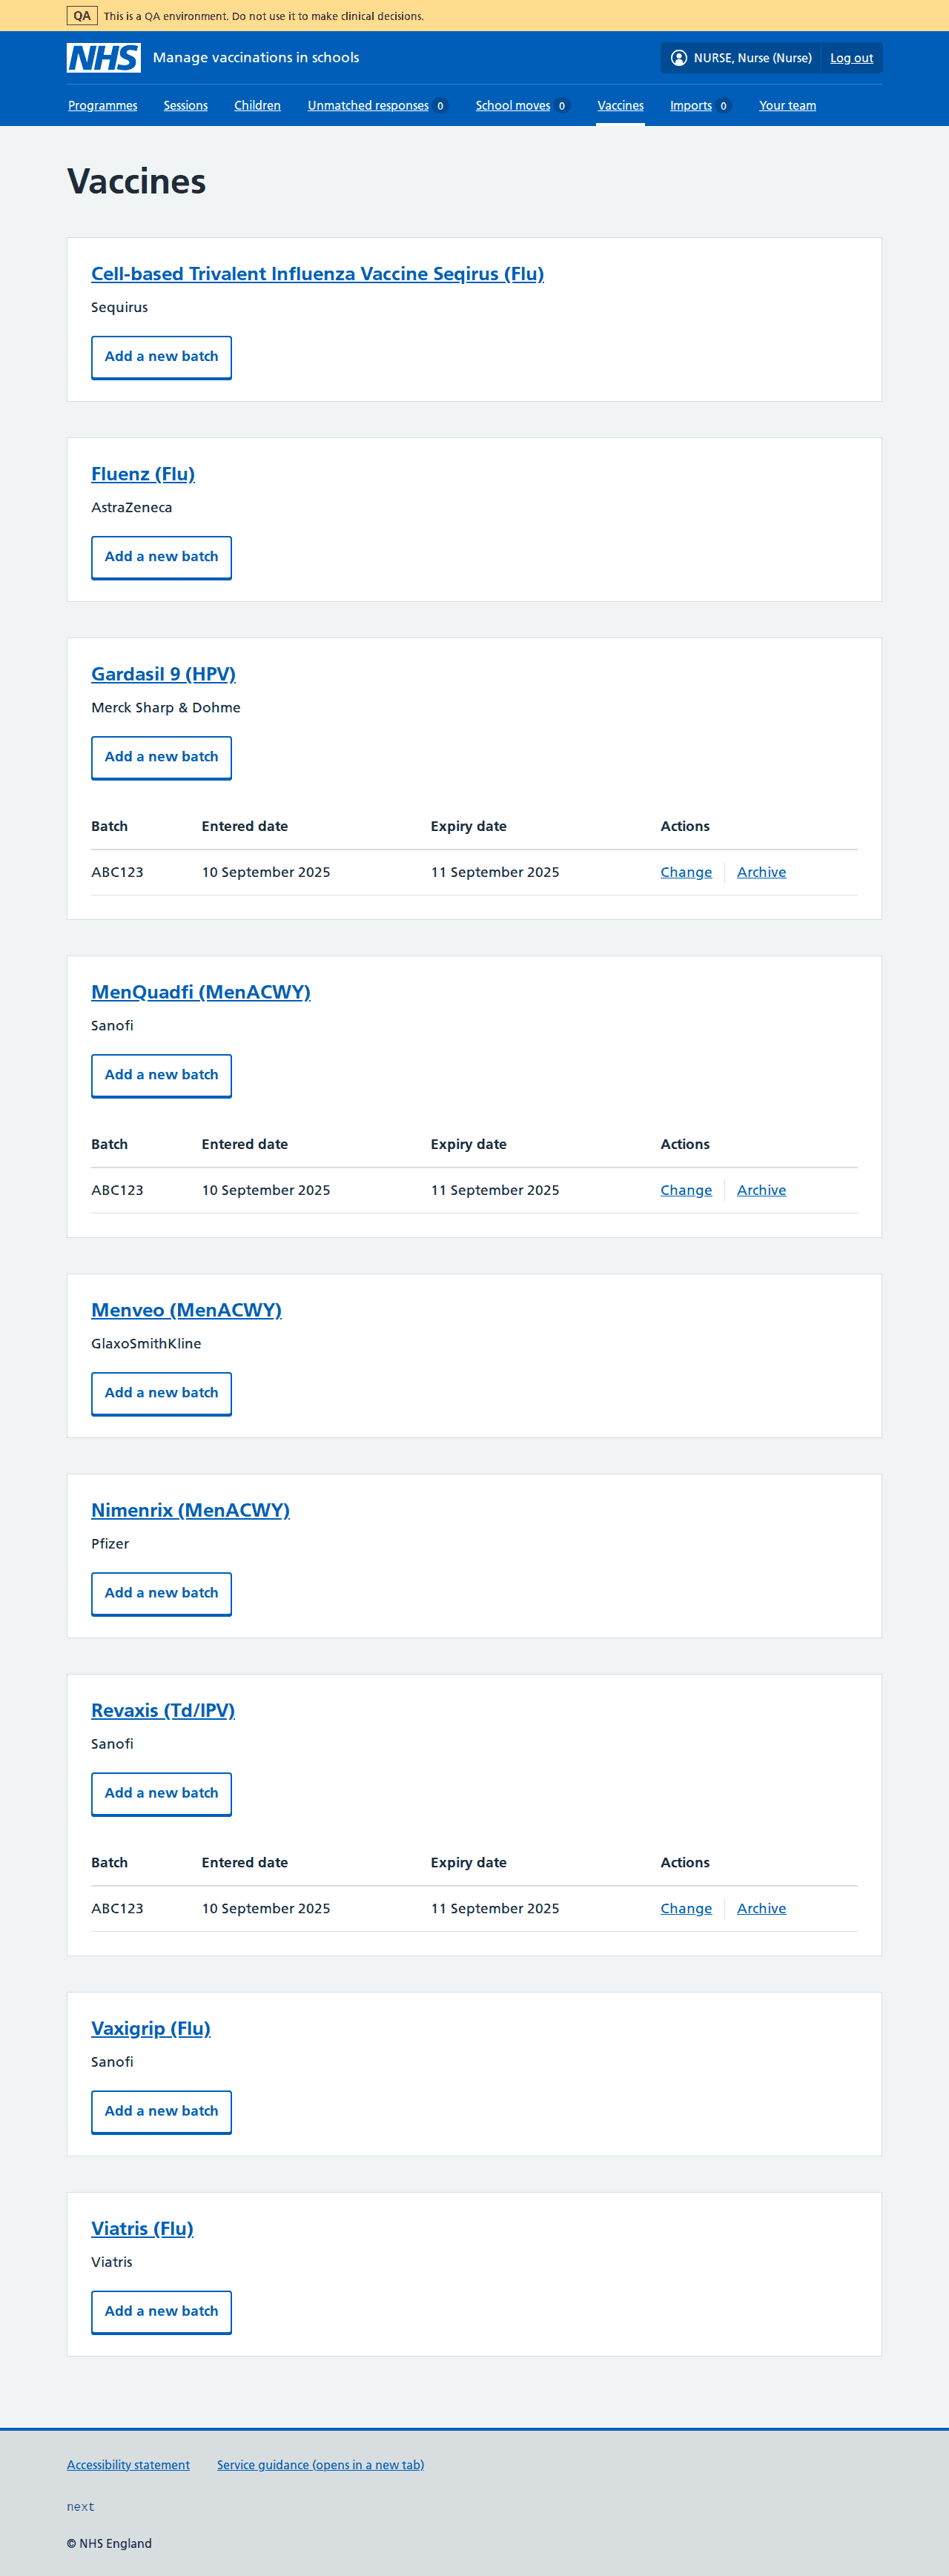 QA This is a QA environment. Do not use it to make clinical decisions.
NHS Manage vaccinations in schools NURSE, Nurse (Nurse) Log out
Programmes Sessions Children Unmatched responses 0 School moves 0 Vaccines Imports 0 Your team
Vaccines
Cell-based Trivalent Influenza Vaccine Seqirus (Flu)
Sequirus
Add a new batch
Fluenz (Flu)
AstraZeneca
Add a new batch
Gardasil 9 (HPV)
Merck Sharp & Dohme
Add a new batch
Batch Entered date Expiry date Actions
ABC123 10 September 2025 11 September 2025 Change Archive
MenQuadfi (MenACWY)
Sanofi
Add a new batch
Batch Entered date Expiry date Actions
ABC123 10 September 2025 11 September 2025 Change Archive
Menveo (MenACWY)
GlaxoSmithKline
Add a new batch
Nimenrix (MenACWY)
Pfizer
Add a new batch
Revaxis (Td/IPV)
Sanofi
Add a new batch
Batch Entered date Expiry date Actions
ABC123 10 September 2025 11 September 2025 Change Archive
Vaxigrip (Flu)
Sanofi
Add a new batch
Viatris (Flu)
Viatris
Add a new batch
Accessibility statement Service guidance (opens in a new tab)
next
© NHS England